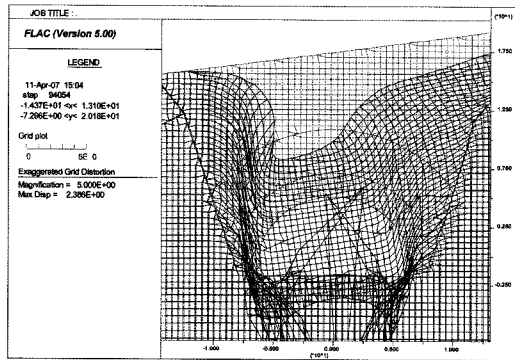 JOB TITLE : .
FLAC (Version 5.00)
LEGEND
11-Apr-07 15:04
step 94054
-1.437E+01 <x< 1.310E+01
-7.296E+00 <y< 2.018E+01
Grid plot
0 5E 0
Exaggerated Grid Distortion
Magnification = 5.000E+00
Max Disp = 2.386E+00
(*10^1)
1.750
1.250
0.750
0.250
-0.250
-1.000 -0.500 0.000 0.500 1.000
(*10^1)